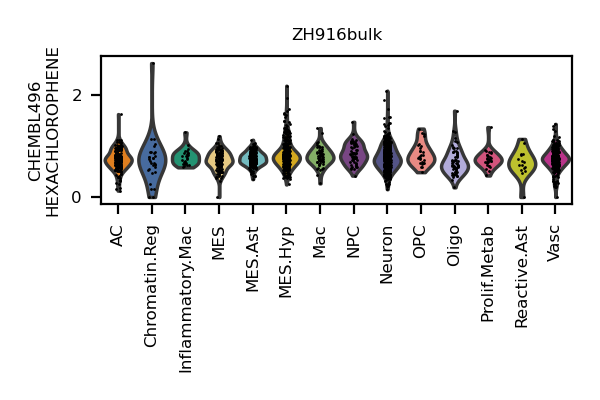 ZH916bulk
CHEMBL496
HEXACHLOROPHENE
2
0
AC
Chromatin.Reg
Inflammatory.Mac
MES
MES.Ast
MES.Hyp
Mac
NPC
Neuron
OPC
Oligo
Prolif.Metab
Reactive.Ast
Vasc